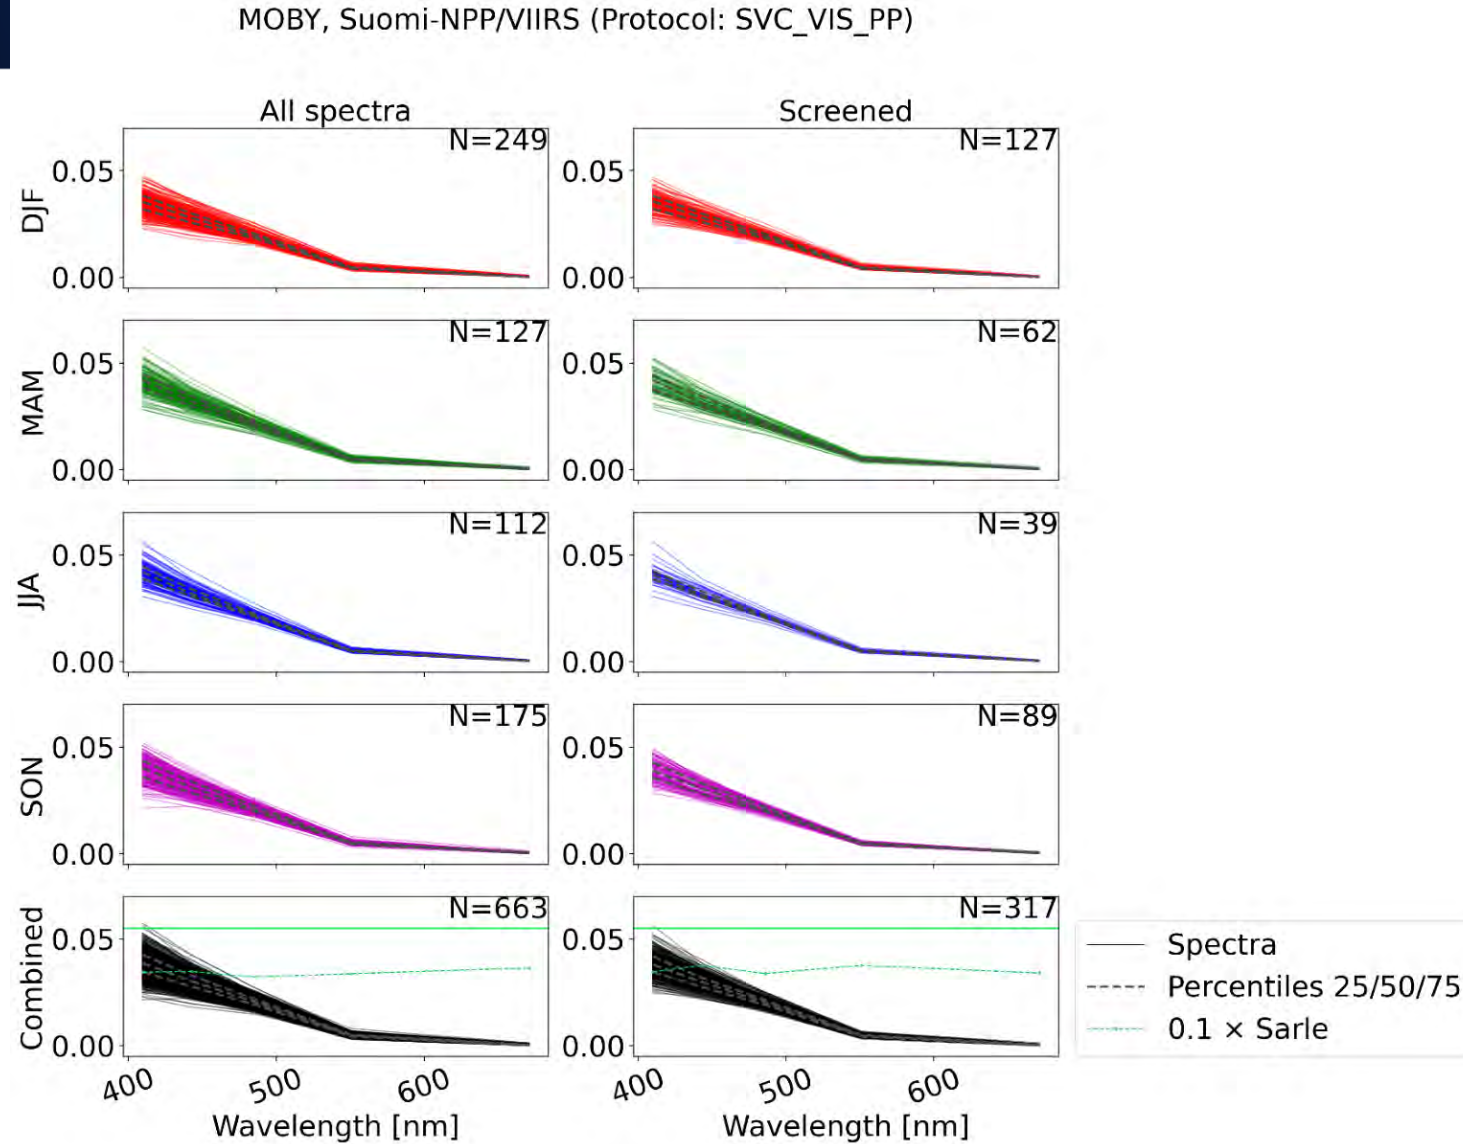 MOBY, Suomi-NPP/VIIRS (Protocol: SVC_VIS_PP)
All spectra
Screened
DJF
0.05
0.00
N=249
0.05
0.00
N=127
MAM
0.05
0.00
N=127
0.05
0.00
N=62
JJA
0.05
0.00
N=112
0.05
0.00
N=39
SON
0.05
0.00
N=175
0.05
0.00
N=89
Combined
0.05
0.00
N=663
0.05
0.00
N=317
400 500 600
400 500 600
Wavelength [nm]
Wavelength [nm]
Spectra
Percentiles 25/50/75
0.1 × Sarle